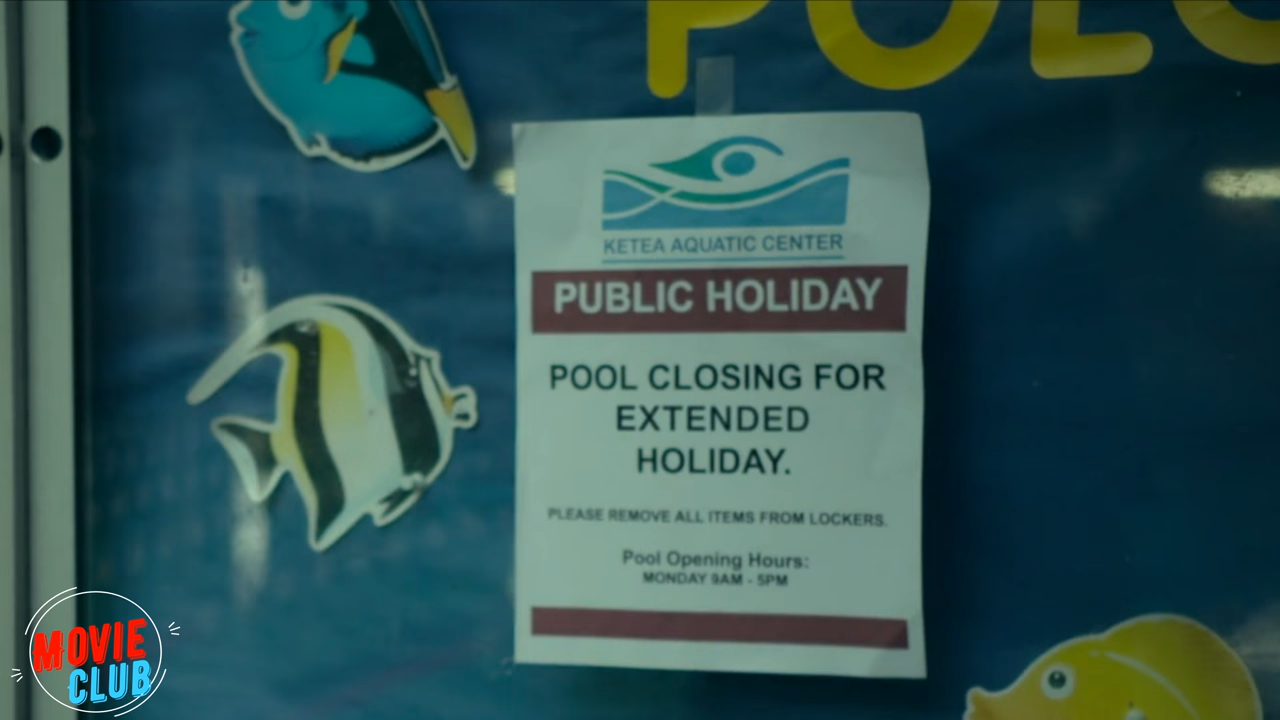 POLO
KETEA AQUATIC CENTER
PUBLIC HOLIDAY
POOL CLOSING FOR
EXTENDED
HOLIDAY.
PLEASE REMOVE ALL ITEMS FROM LOCKERS.
Pool Opening Hours:
MONDAY 9AM - 5PM
MOVIE
CLUB